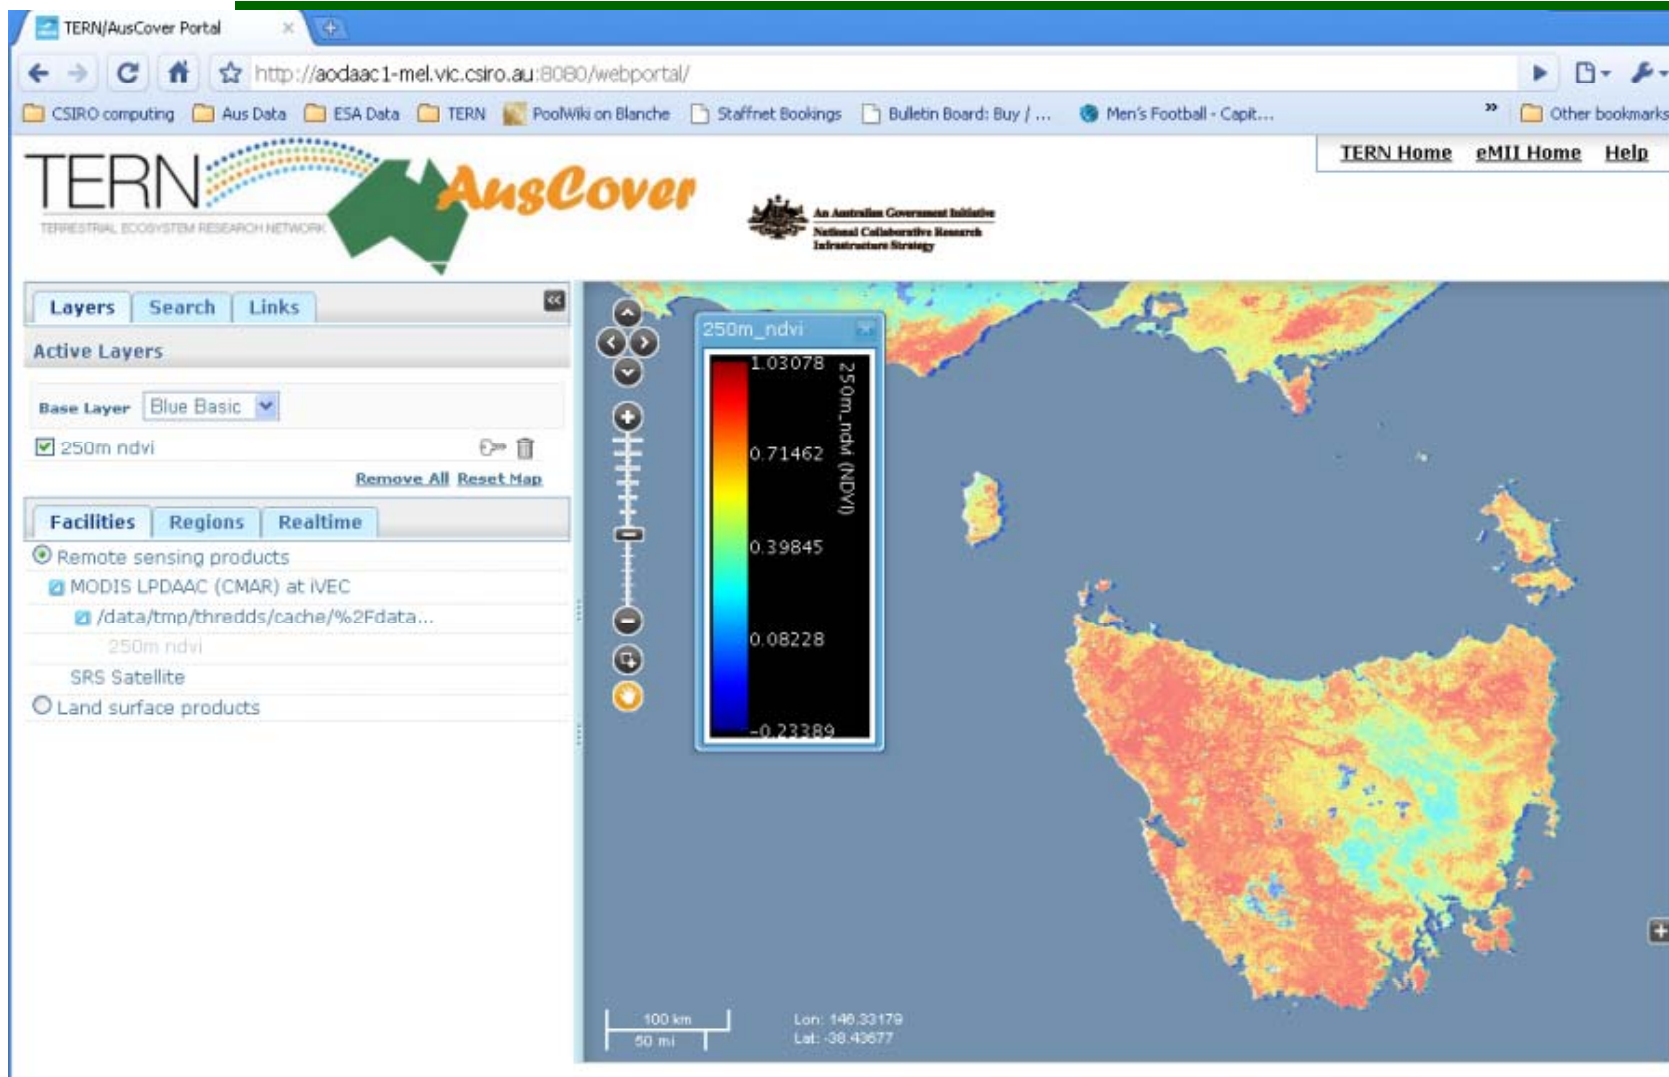 TERN/AusCover Portal
http://aodaac1-mel.vic.csiro.au:8080/webportal/
CSIRO computing Aus Data ESA Data TERN PoolWiki on Blanche Staffnet Bookings Bulletin Board: Buy / ... Men's Football - Capit... » Other bookmarks
TERN Home eMII Home Help
TERN AusCover
TERRESTRIAL ECOSYSTEM RESEARCH NETWORK
An Australian Government Initiative
National Collaborative Research
Infrastructure Strategy
Layers Search Links
Active Layers
Base Layer Blue Basic
250m ndvi
Remove All Reset Map
Facilities Regions Realtime
Remote sensing products
MODIS LPDAAC (CMAR) at iVEC
/data/tmp/thredds/cache/%2Fdata...
250m ndvi
SRS Satellite
Land surface products
250m_ndvi
1.03078
0.71462
0.39845
0.08228
-0.23389
250m_ndvi (NDVI)
100 km
50 mi
Lon: 146.33179
Lat: -38.43677